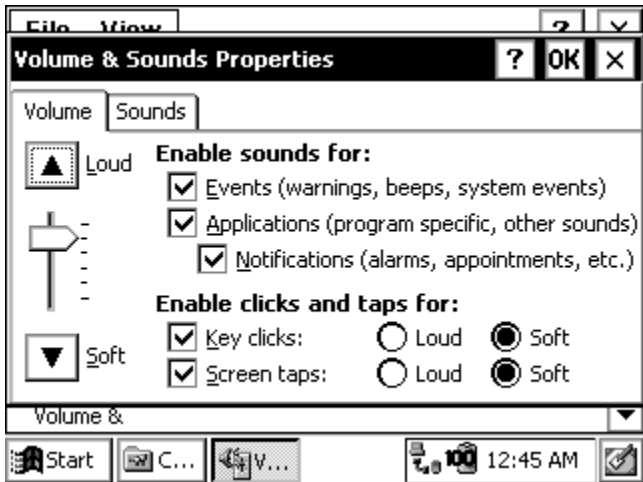 File View ? ×
Volume & Sounds Properties ? OK ×
Volume Sounds
Loud
Enable sounds for:
Events (warnings, beeps, system events)
Applications (program specific, other sounds)
Notifications (alarms, appointments, etc.)
Enable clicks and taps for:
Key clicks: Loud Soft
Soft
Screen taps: Loud Soft
Volume &
Start C... V... 100 12:45 AM